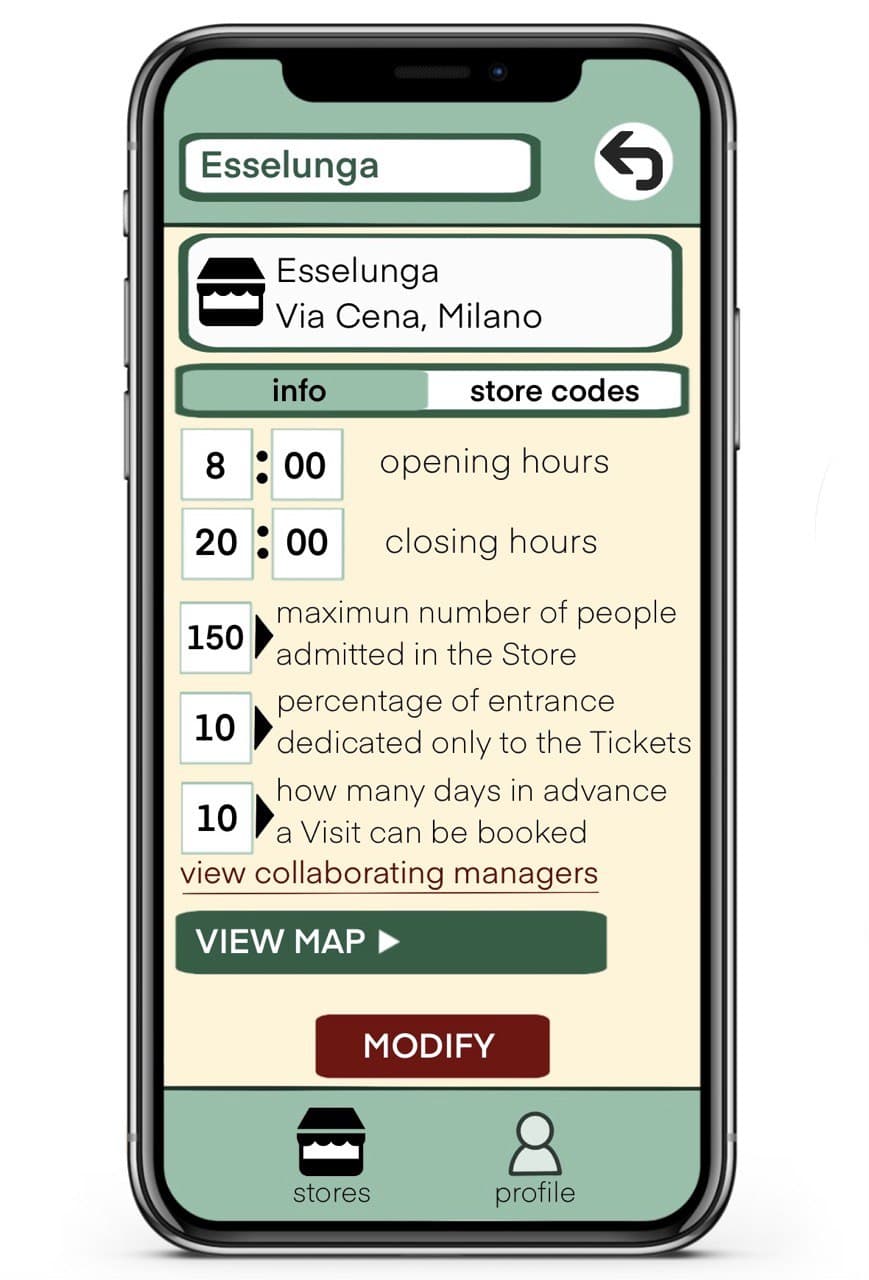 Esselunga
Esselunga
Via Cena, Milano
info store codes
8 : 00 opening hours
20 : 00 closing hours
150 maximun number of people
admitted in the Store
10 percentage of entrance
dedicated only to the Tickets
10 how many days in advance
a Visit can be booked
view collaborating managers
VIEW MAP
MODIFY
stores profile